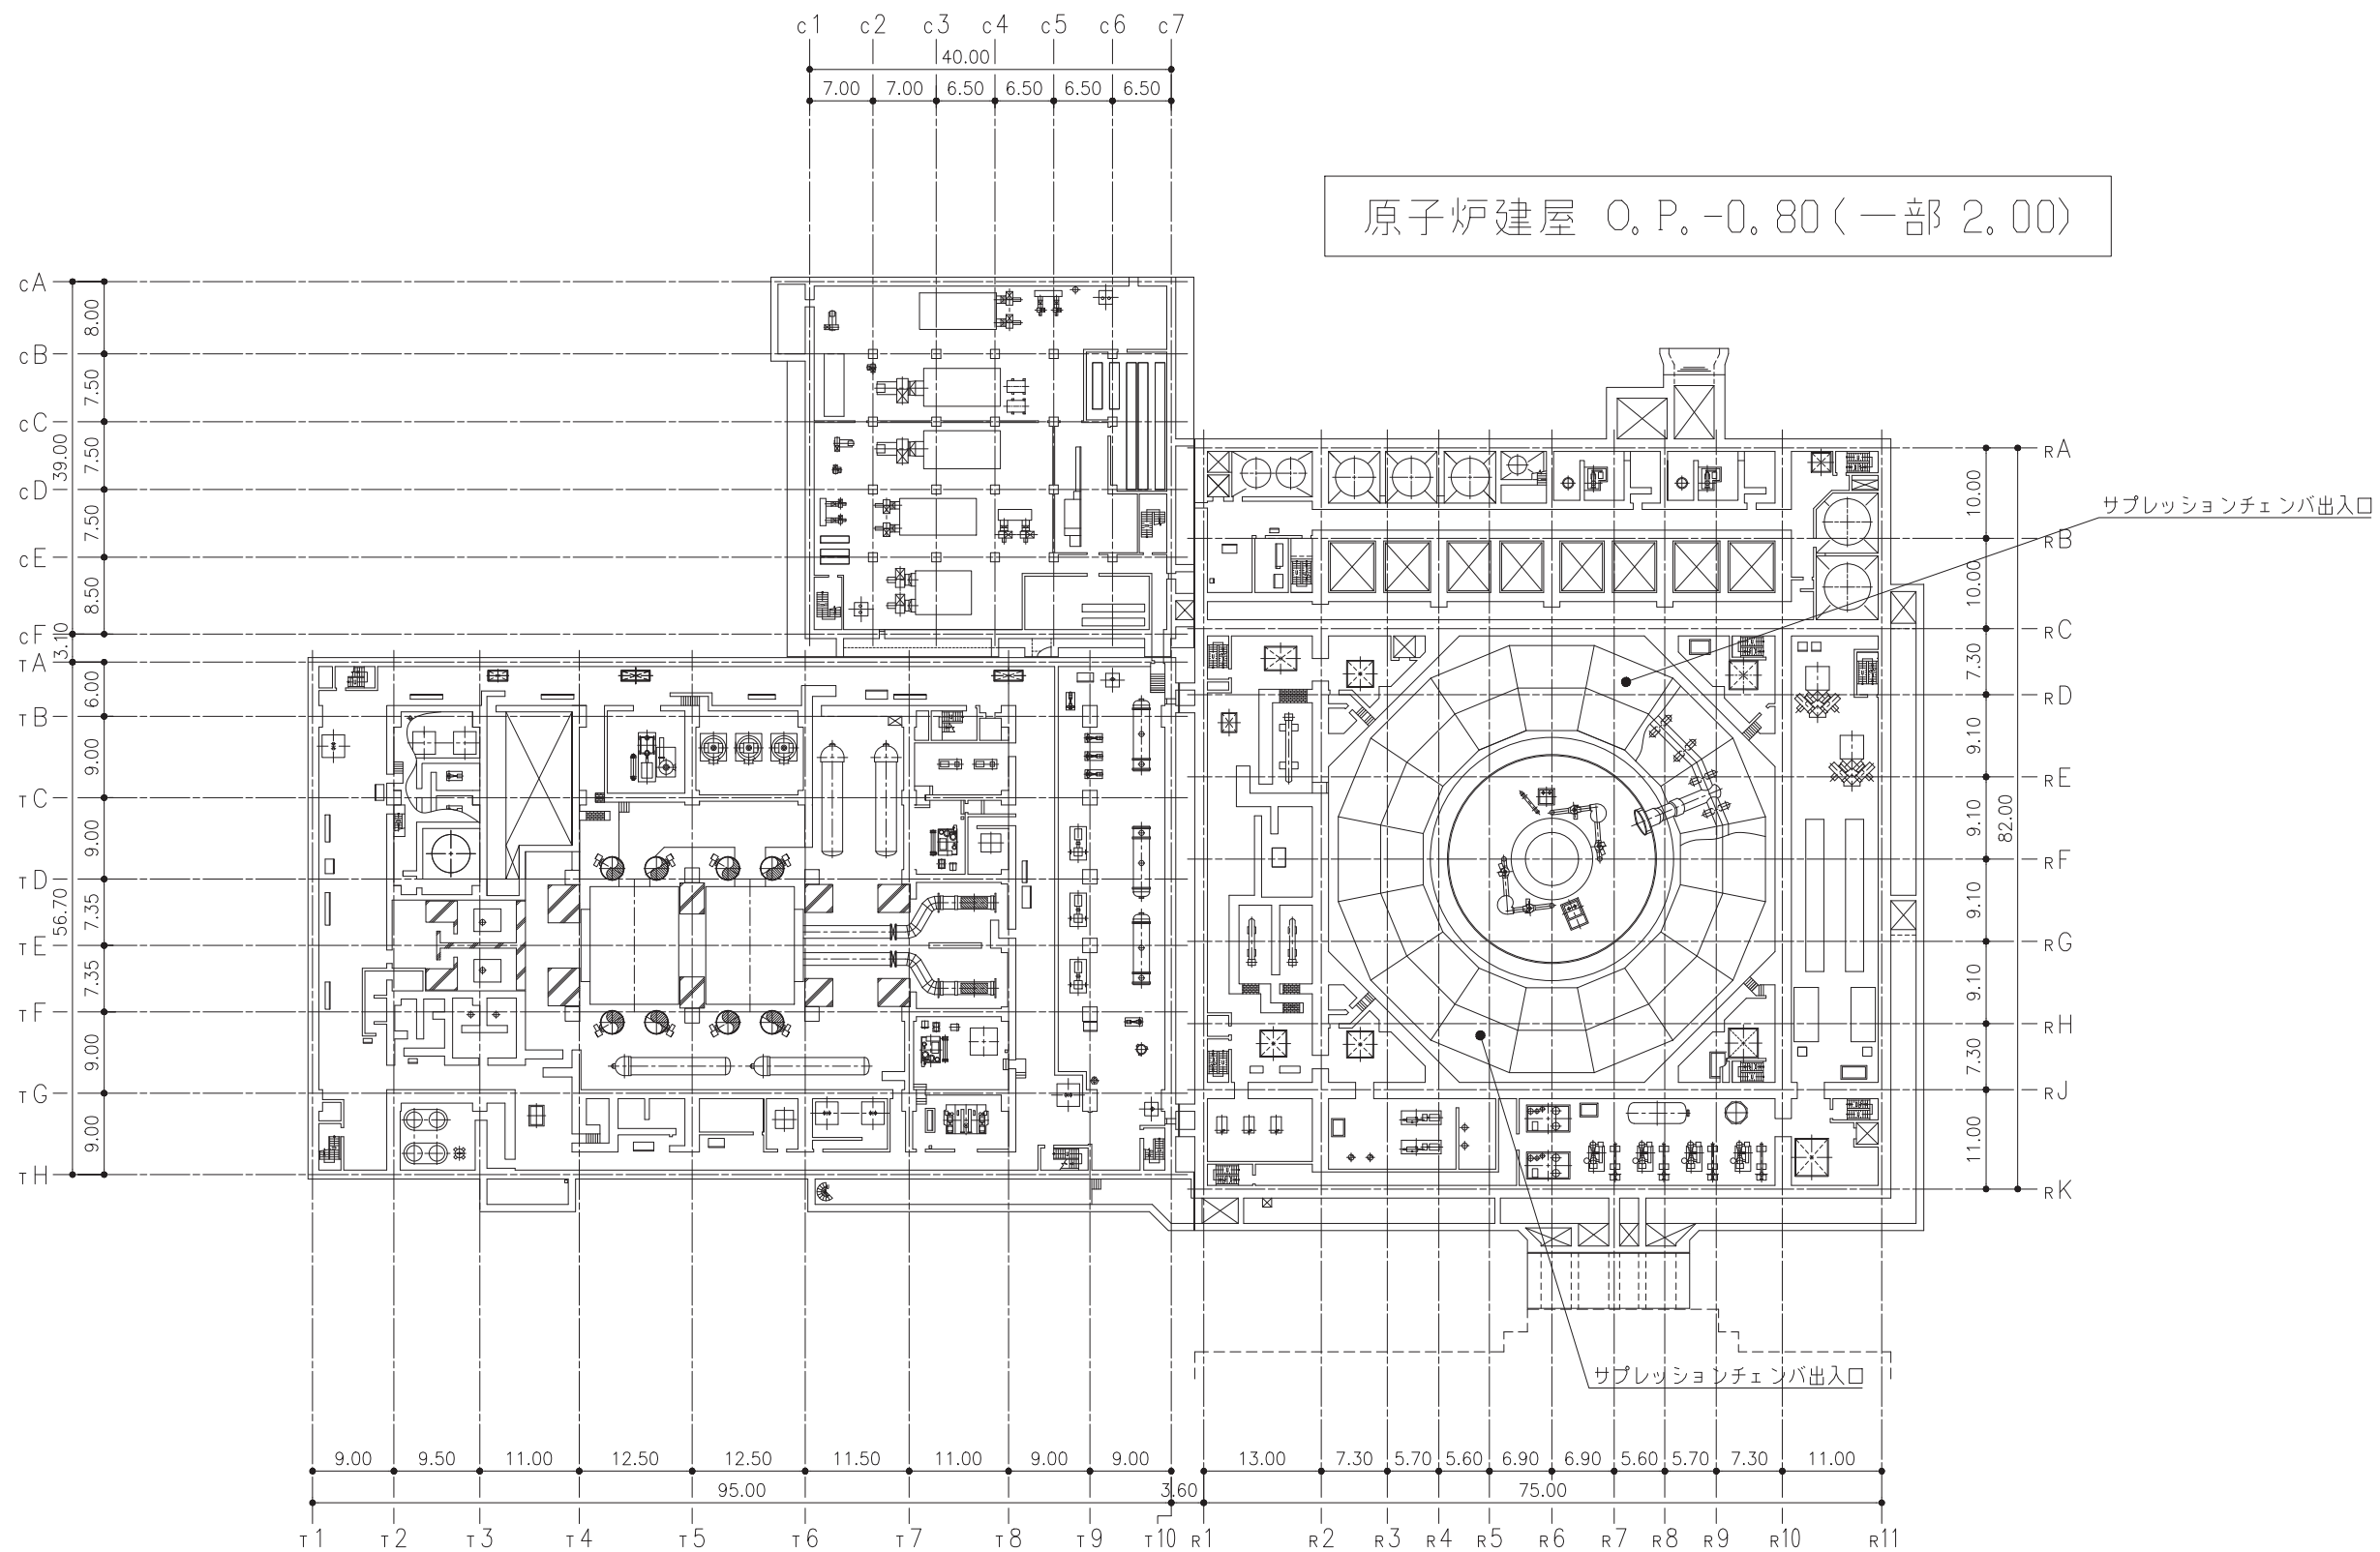 C1 C2 C3 C4 C5 C6 C7
40.00
7.00 7.00 6.50 6.50 6.50 6.50
原子炉建屋 O.P.-0.80(一部 2.00)
CA
8.00
CB
7.50
CC
39.00
7.50
CD
7.50
CE
8.50
CF
3.10
TA
6.00
TB
9.00
TC
9.00
TD
56.70
7.35
TE
7.35
TF
9.00
TG
9.00
TH
RA
10.00
サプレッションチェンバ出入口
RB
10.00
RC
7.30
RD
9.10
RE
9.10
82.00
RF
9.10
RG
9.10
RH
7.30
RJ
11.00
RK
サプレッションチェンバ出入口
9.00 9.50 11.00 12.50 12.50 11.50 11.00 9.00 9.00 13.00 7.30 5.70 5.60 6.90 6.90 5.60 5.70 7.30 11.00
95.00 3.60 75.00
T1 T2 T3 T4 T5 T6 T7 T8 T9 T10 R1 R2 R3 R4 R5 R6 R7 R8 R9 R10 R11